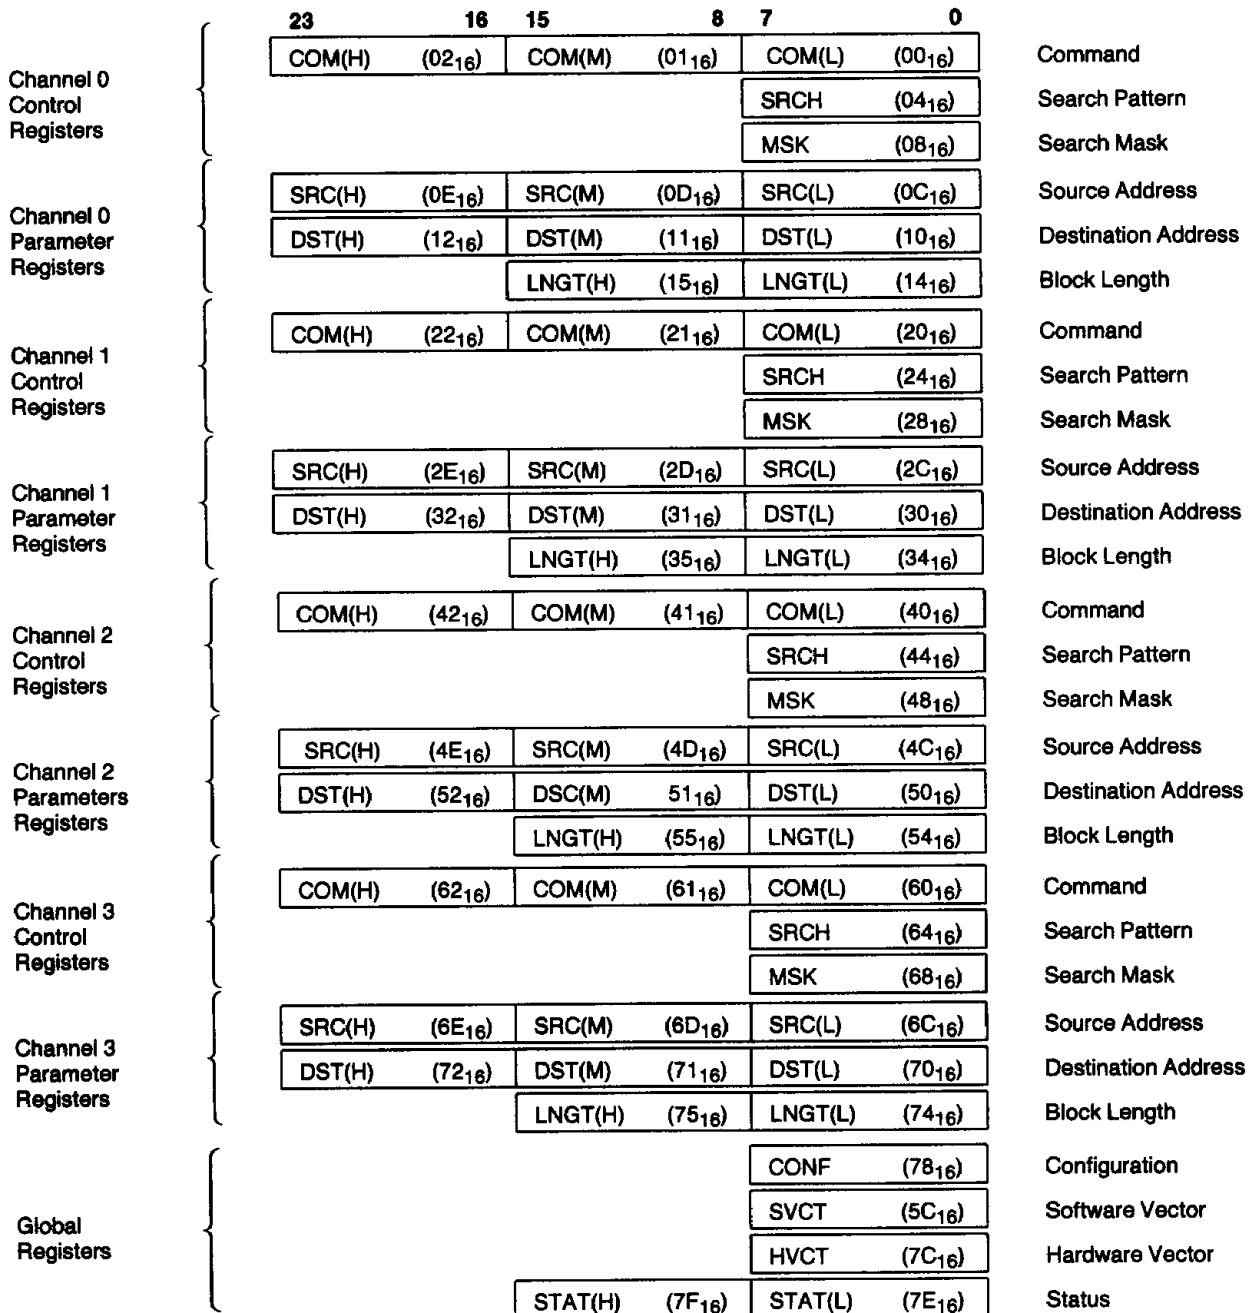 23 16 15 8 7 0
COM(H) (02₁₆) COM(M) (01₁₆) COM(L) (00₁₆) Command
Channel 0
Control
Registers
SRCH (04₁₆) Search Pattern
MSK (08₁₆) Search Mask
SRC(H) (0E₁₆) SRC(M) (0D₁₆) SRC(L) (0C₁₆) Source Address
Channel 0
Parameter
Registers
DST(H) (12₁₆) DST(M) (11₁₆) DST(L) (10₁₆) Destination Address
LNGT(H) (15₁₆) LNGT(L) (14₁₆) Block Length
COM(H) (22₁₆) COM(M) (21₁₆) COM(L) (20₁₆) Command
Channel 1
Control
Registers
SRCH (24₁₆) Search Pattern
MSK (28₁₆) Search Mask
SRC(H) (2E₁₆) SRC(M) (2D₁₆) SRC(L) (2C₁₆) Source Address
Channel 1
Parameter
Registers
DST(H) (32₁₆) DST(M) (31₁₆) DST(L) (30₁₆) Destination Address
LNGT(H) (35₁₆) LNGT(L) (34₁₆) Block Length
COM(H) (42₁₆) COM(M) (41₁₆) COM(L) (40₁₆) Command
Channel 2
Control
Registers
SRCH (44₁₆) Search Pattern
MSK (48₁₆) Search Mask
SRC(H) (4E₁₆) SRC(M) (4D₁₆) SRC(L) (4C₁₆) Source Address
Channel 2
Parameters
Registers
DST(H) (52₁₆) DSC(M) 51₁₆) DST(L) (50₁₆) Destination Address
LNGT(H) (55₁₆) LNGT(L) (54₁₆) Block Length
COM(H) (62₁₆) COM(M) (61₁₆) COM(L) (60₁₆) Command
Channel 3
Control
Registers
SRCH (64₁₆) Search Pattern
MSK (68₁₆) Search Mask
SRC(H) (6E₁₆) SRC(M) (6D₁₆) SRC(L) (6C₁₆) Source Address
Channel 3
Parameter
Registers
DST(H) (72₁₆) DST(M) (71₁₆) DST(L) (70₁₆) Destination Address
LNGT(H) (75₁₆) LNGT(L) (74₁₆) Block Length
CONF (78₁₆) Configuration
Global
Registers
SVCT (5C₁₆) Software Vector
HVCT (7C₁₆) Hardware Vector
STAT(H) (7F₁₆) STAT(L) (7E₁₆) Status